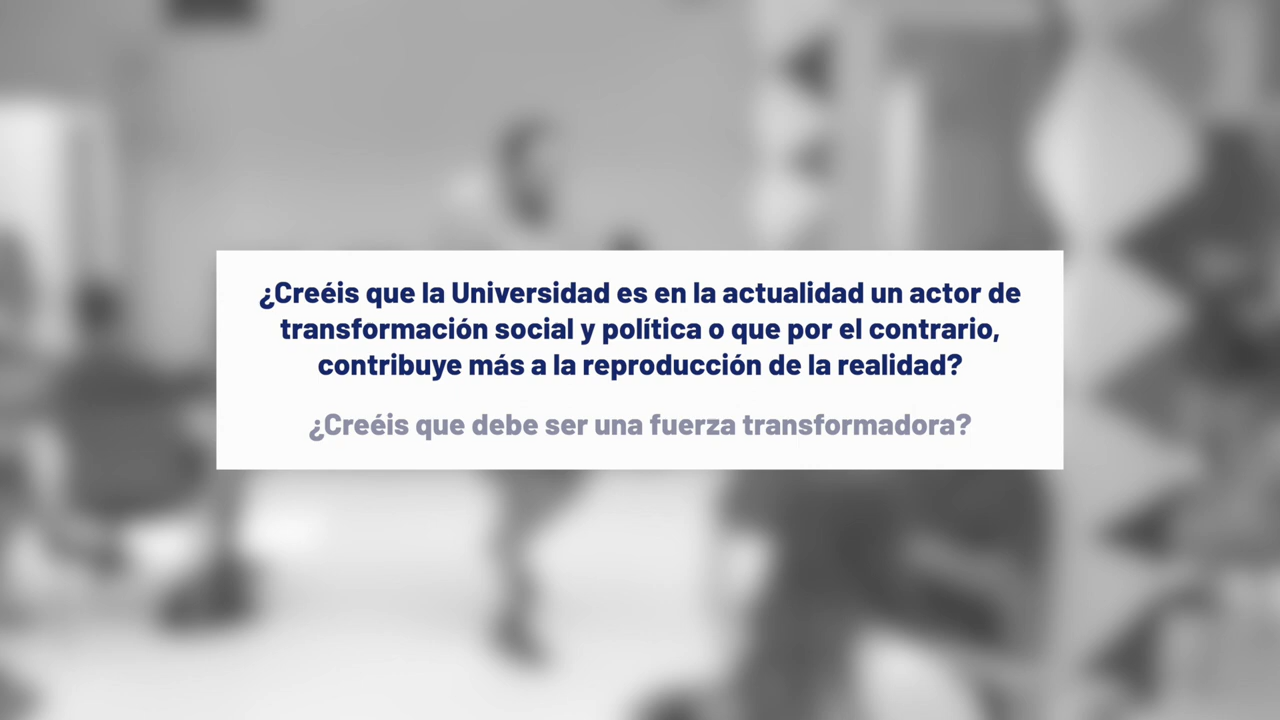 ¿Creéis que la Universidad es en la actualidad un actor de
transformación social y política o que por el contrario,
contribuye más a la reproducción de la realidad?
¿Creéis que debe ser una fuerza transformadora?